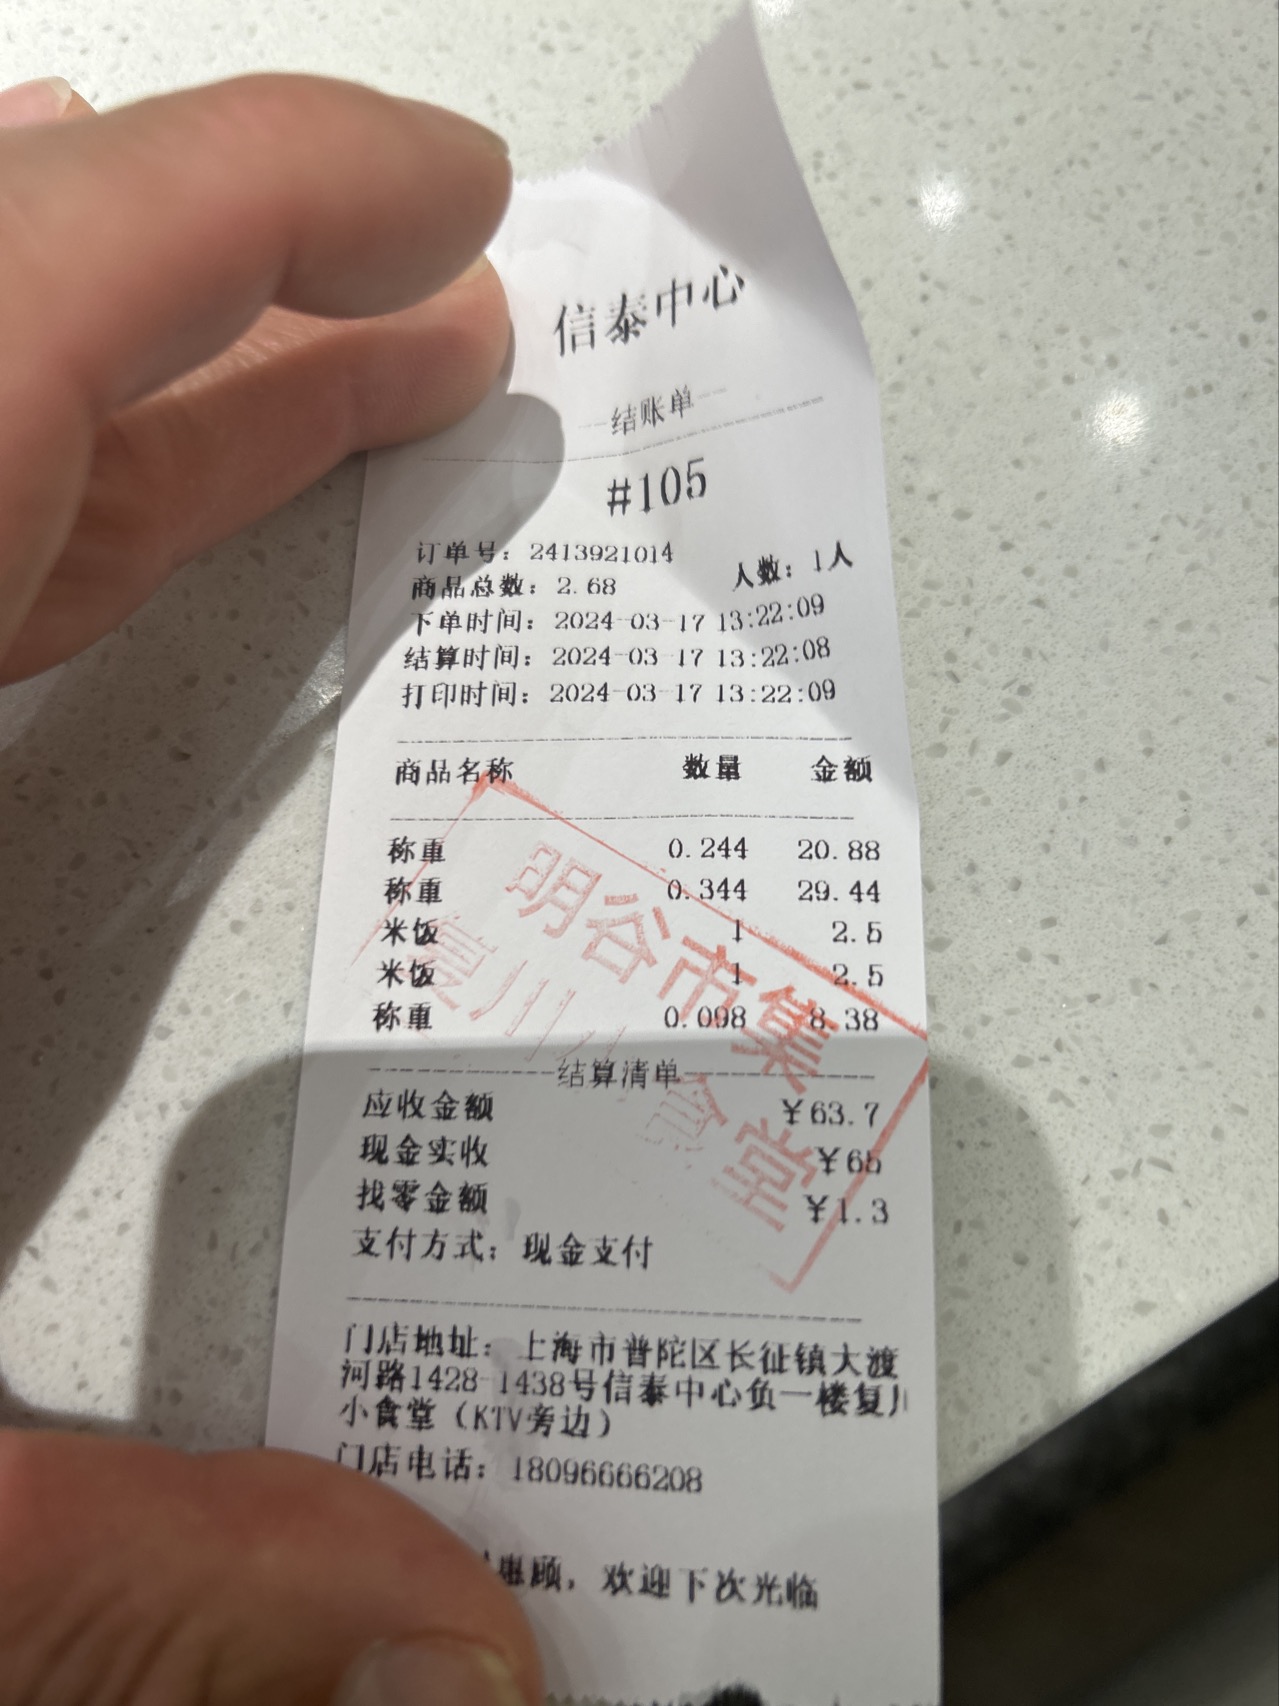 信泰中心
--结账单--
#105
订单号：2413921014
人数：1人
商品总数：2.68
下单时间：2024-03-17 13:22:09
结算时间：2024-03-17 13:22:08
打印时间：2024-03-17 13:22:09
商品名称 数量 金额
称重 0.244 20.88
称重 0.344 29.44
米饭 1 2.5
米饭 1 2.5
称重 0.098 8.38
明谷市集
川 食堂
结算清单
应收金额 ￥63.7
现金实收 ￥65
找零金额 ￥1.3
支付方式：现金支付
门店地址：上海市普陀区长征镇大渡
河路1428-1438号信泰中心负一楼复川
小食堂（KTV旁边）
门店电话：18096666208
惠顾，欢迎下次光临